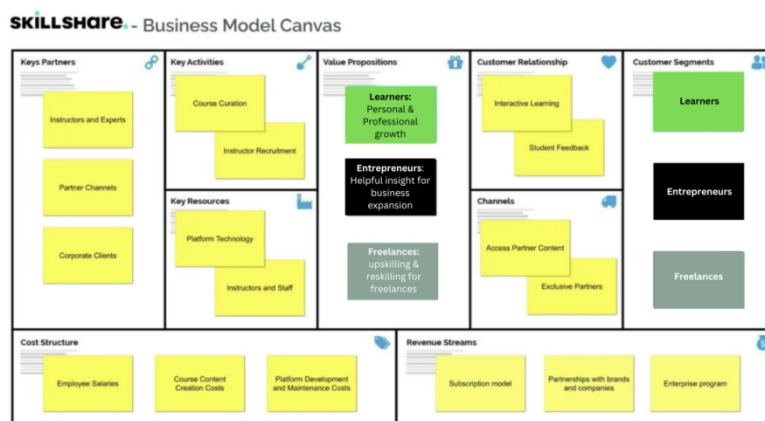 SKILLSHARE. - Business Model Canvas
Keys Partners
Instructors and Experts
Partner Channels
Corporate Clients
Key Activities
Course Curation
Instructor Recruitment
Key Resources
Platform Technology
Instructors and Staff
Value Propositions
Learners:
Personal &
Professional
growth
Entrepreneurs:
Helpful insight for
business
expansion
Freelances:
upskilling &
reskilling for
freelances
Customer Relationship
Interactive Learning
Student Feedback
Channels
Access Partner Content
Exclusive Partners
Customer Segments
Learners
Entrepreneurs
Freelances
Cost Structure
Employee Salaries
Course Content
Creation Costs
Platform Development
and Maintenance Costs
Revenue Streams
Subscription model
Partnerships with brands
and companies
Enterprise program